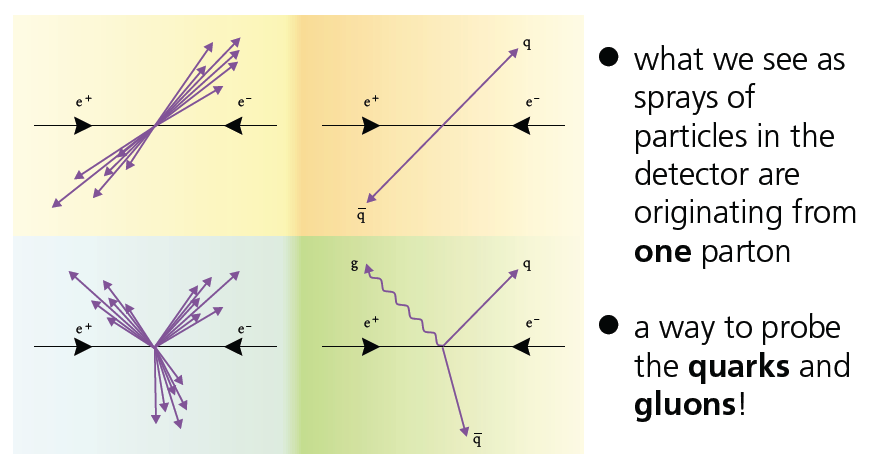 e⁺ e⁻
q
e⁺ e⁻
q̄
e⁺ e⁻
g q
e⁺ e⁻
q̄
● what we see as
sprays of
particles in the
detector are
originating from
one parton
● a way to probe
the quarks and
gluons!